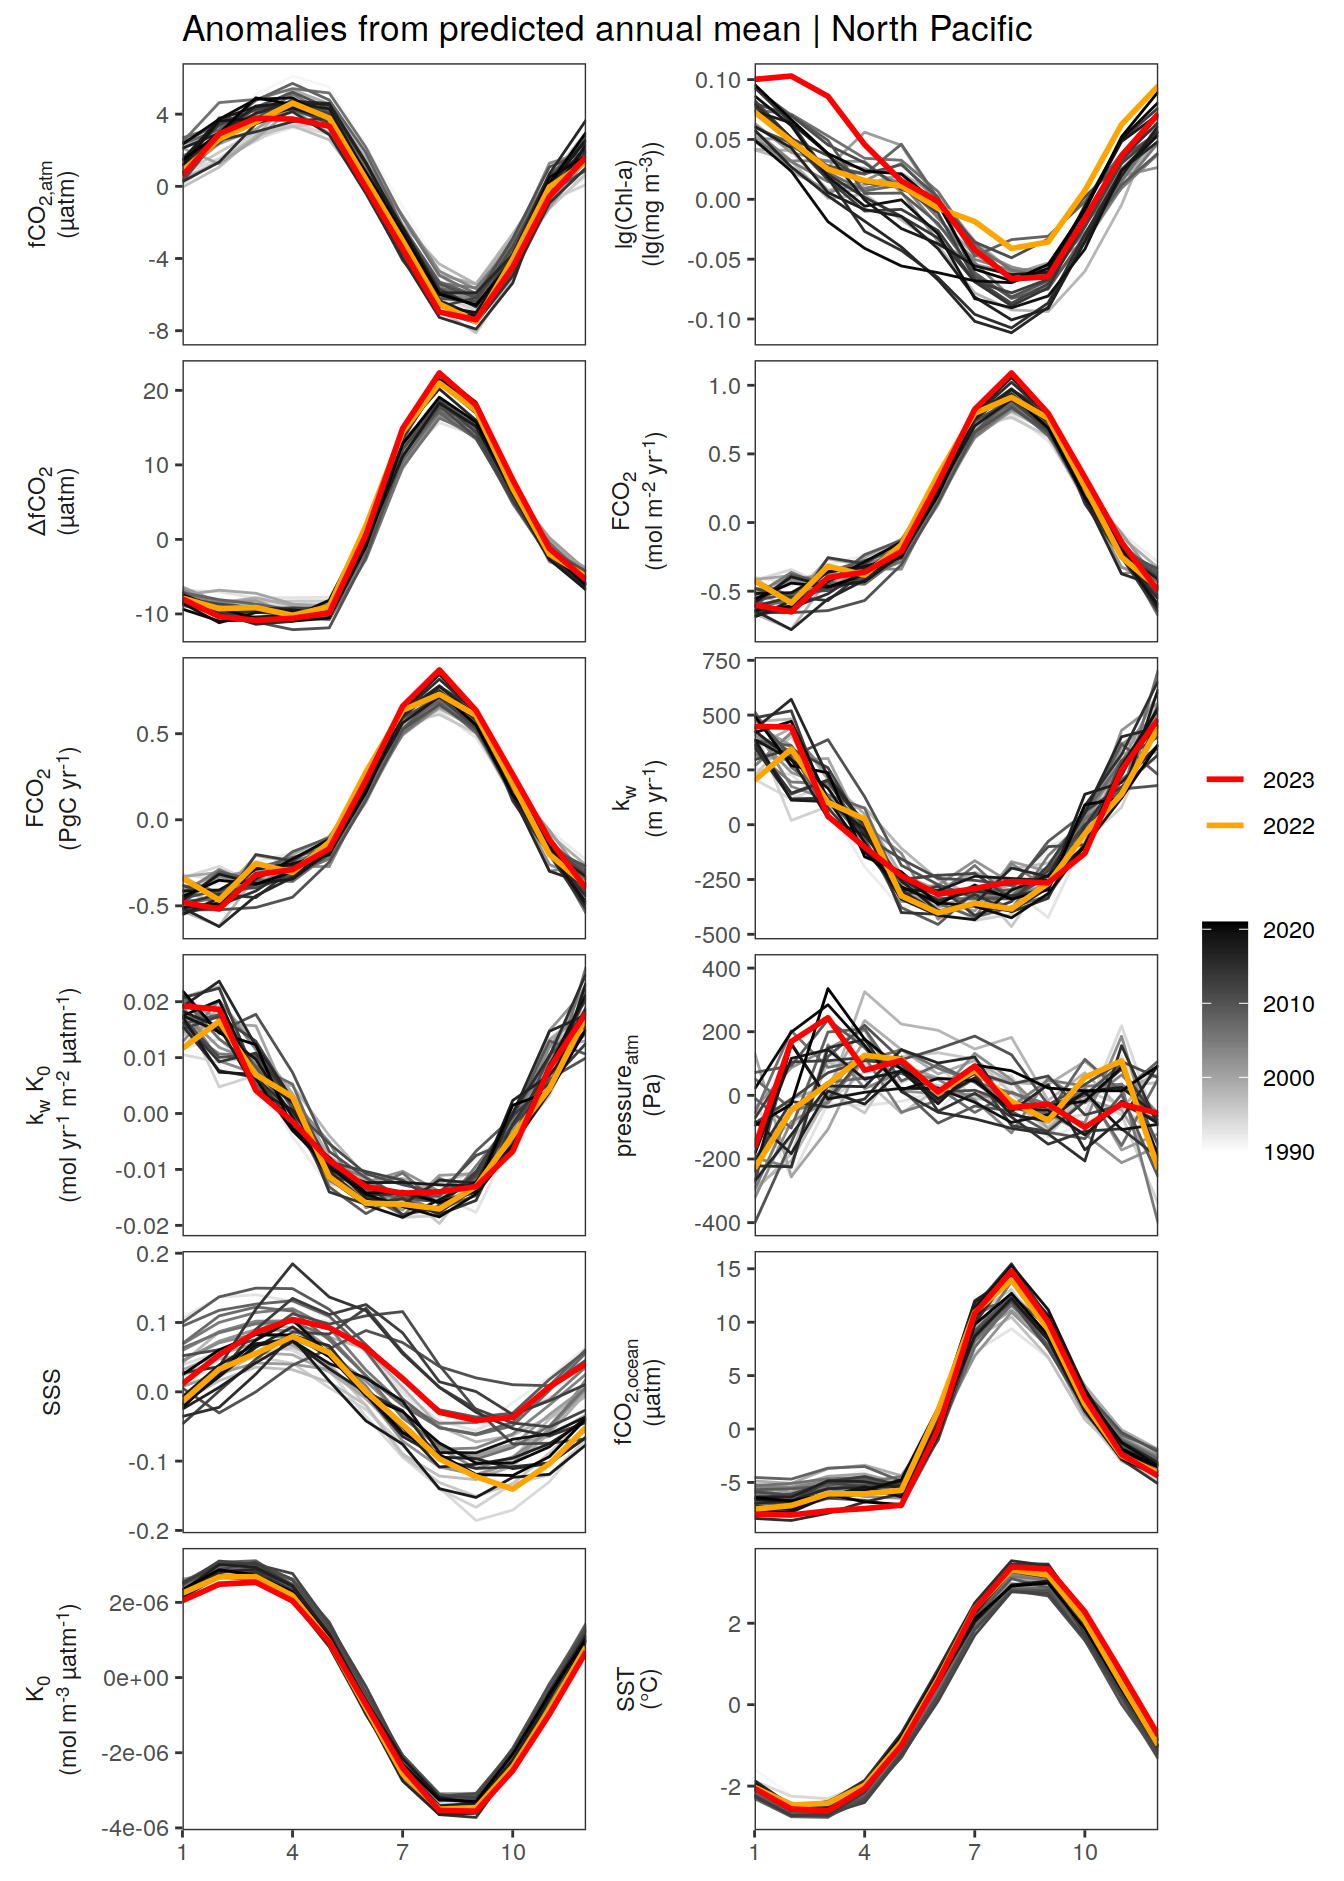 Anomalies from predicted annual mean | North Pacific
fCO2,atm
(µatm)
4
0
-4
-8
lg(Chl-a)
(lg(mg m-3))
0.10
0.05
0.00
-0.05
-0.10
ΔfCO2
(µatm)
20
10
0
-10
FCO2
(mol m-2 yr-1)
1.0
0.5
0.0
-0.5
FCO2
(PgC yr-1)
0.5
0.0
-0.5
kw
(m yr-1)
750
500
250
0
-250
-500
kw K0
(mol yr-1 m-2 µatm-1)
0.02
0.01
0.00
-0.01
-0.02
pressureatm
(Pa)
400
200
0
-200
-400
SSS
0.2
0.1
0.0
-0.1
-0.2
fCO2,ocean
(µatm)
15
10
5
0
-5
K0
(mol m-3 µatm-1)
2e-06
0e+00
-2e-06
-4e-06
1 4 7 10
SST
(°C)
2
0
-2
1 4 7 10
2023
2022
2020
2010
2000
1990